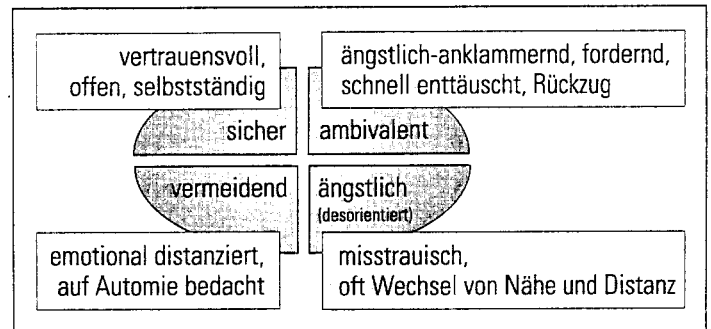 vertrauensvoll,
offen, selbstständig
ängstlich-anklammernd, fordernd,
schnell enttäuscht, Rückzug
sicher
ambivalent
vermeidend
ängstlich
(desorientiert)
emotional distanziert,
auf Automie bedacht
misstrauisch,
oft Wechsel von Nähe und Distanz